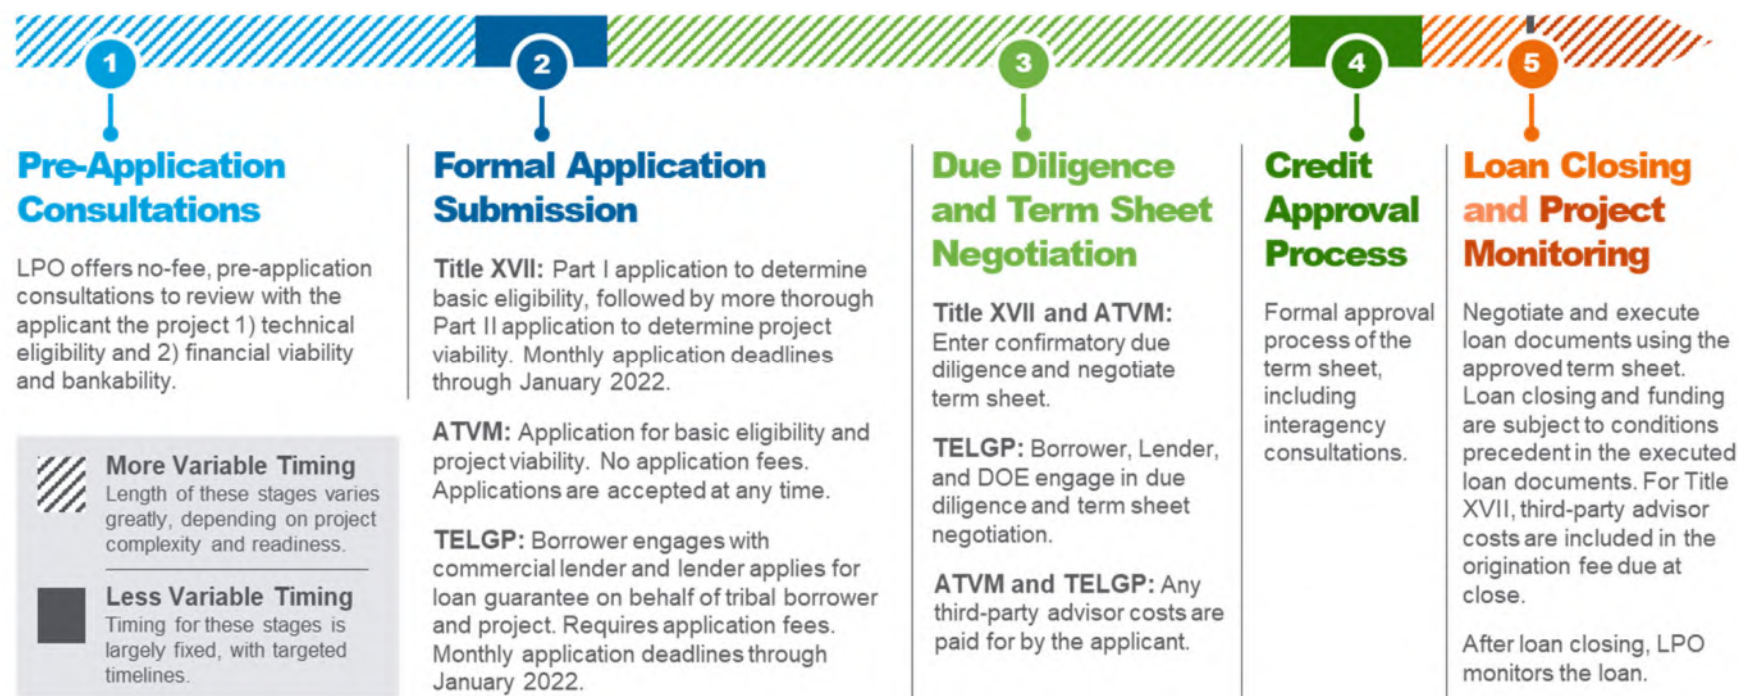 1
2
3
4
5
Pre-Application
Consultations
LPO offers no-fee, pre-application
consultations to review with the
applicant the project 1) technical
eligibility and 2) financial viability
and bankability.
More Variable Timing
Length of these stages varies
greatly, depending on project
complexity and readiness.
Less Variable Timing
Timing for these stages is
largely fixed, with targeted
timelines.
Formal Application
Submission
Title XVII: Part I application to determine
basic eligibility, followed by more thorough
Part II application to determine project
viability. Monthly application deadlines
through January 2022.
ATVM: Application for basic eligibility and
project viability. No application fees.
Applications are accepted at any time.
TELGP: Borrower engages with
commercial lender and lender applies for
loan guarantee on behalf of tribal borrower
and project. Requires application fees.
Monthly application deadlines through
January 2022.
Due Diligence
and Term Sheet
Negotiation
Title XVII and ATVM:
Enter confirmatory due
diligence and negotiate
term sheet.
TELGP: Borrower, Lender,
and DOE engage in due
diligence and term sheet
negotiation.
ATVM and TELGP: Any
third-party advisor costs are
paid for by the applicant.
Credit
Approval
Process
Formal approval
process of the
term sheet,
including
interagency
consultations.
Loan Closing
and Project
Monitoring
Negotiate and execute
loan documents using the
approved term sheet.
Loan closing and funding
are subject to conditions
precedent in the executed
loan documents. For Title
XVII, third-party advisor
costs are included in the
origination fee due at
close.
After loan closing, LPO
monitors the loan.